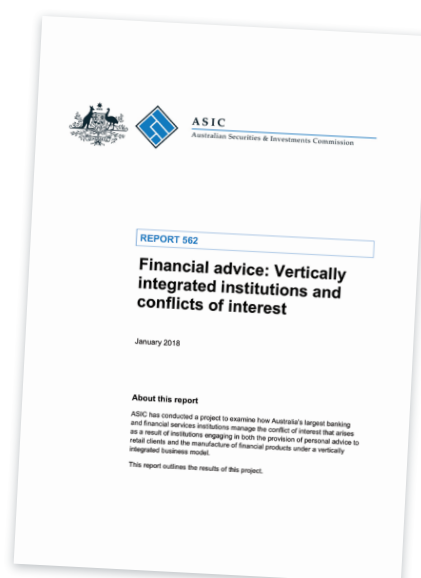 ASIC
Australian Securities & Investments Commission
REPORT 562
Financial advice: Vertically
integrated institutions and
conflicts of interest
January 2018
About this report
ASIC has conducted a project to examine how Australia's largest banking
and financial services institutions manage the conflict of interest that arises
as a result of institutions engaging in both the provision of personal advice to
retail clients and the manufacture of financial products under a vertically
integrated business model.
This report outlines the results of this project.